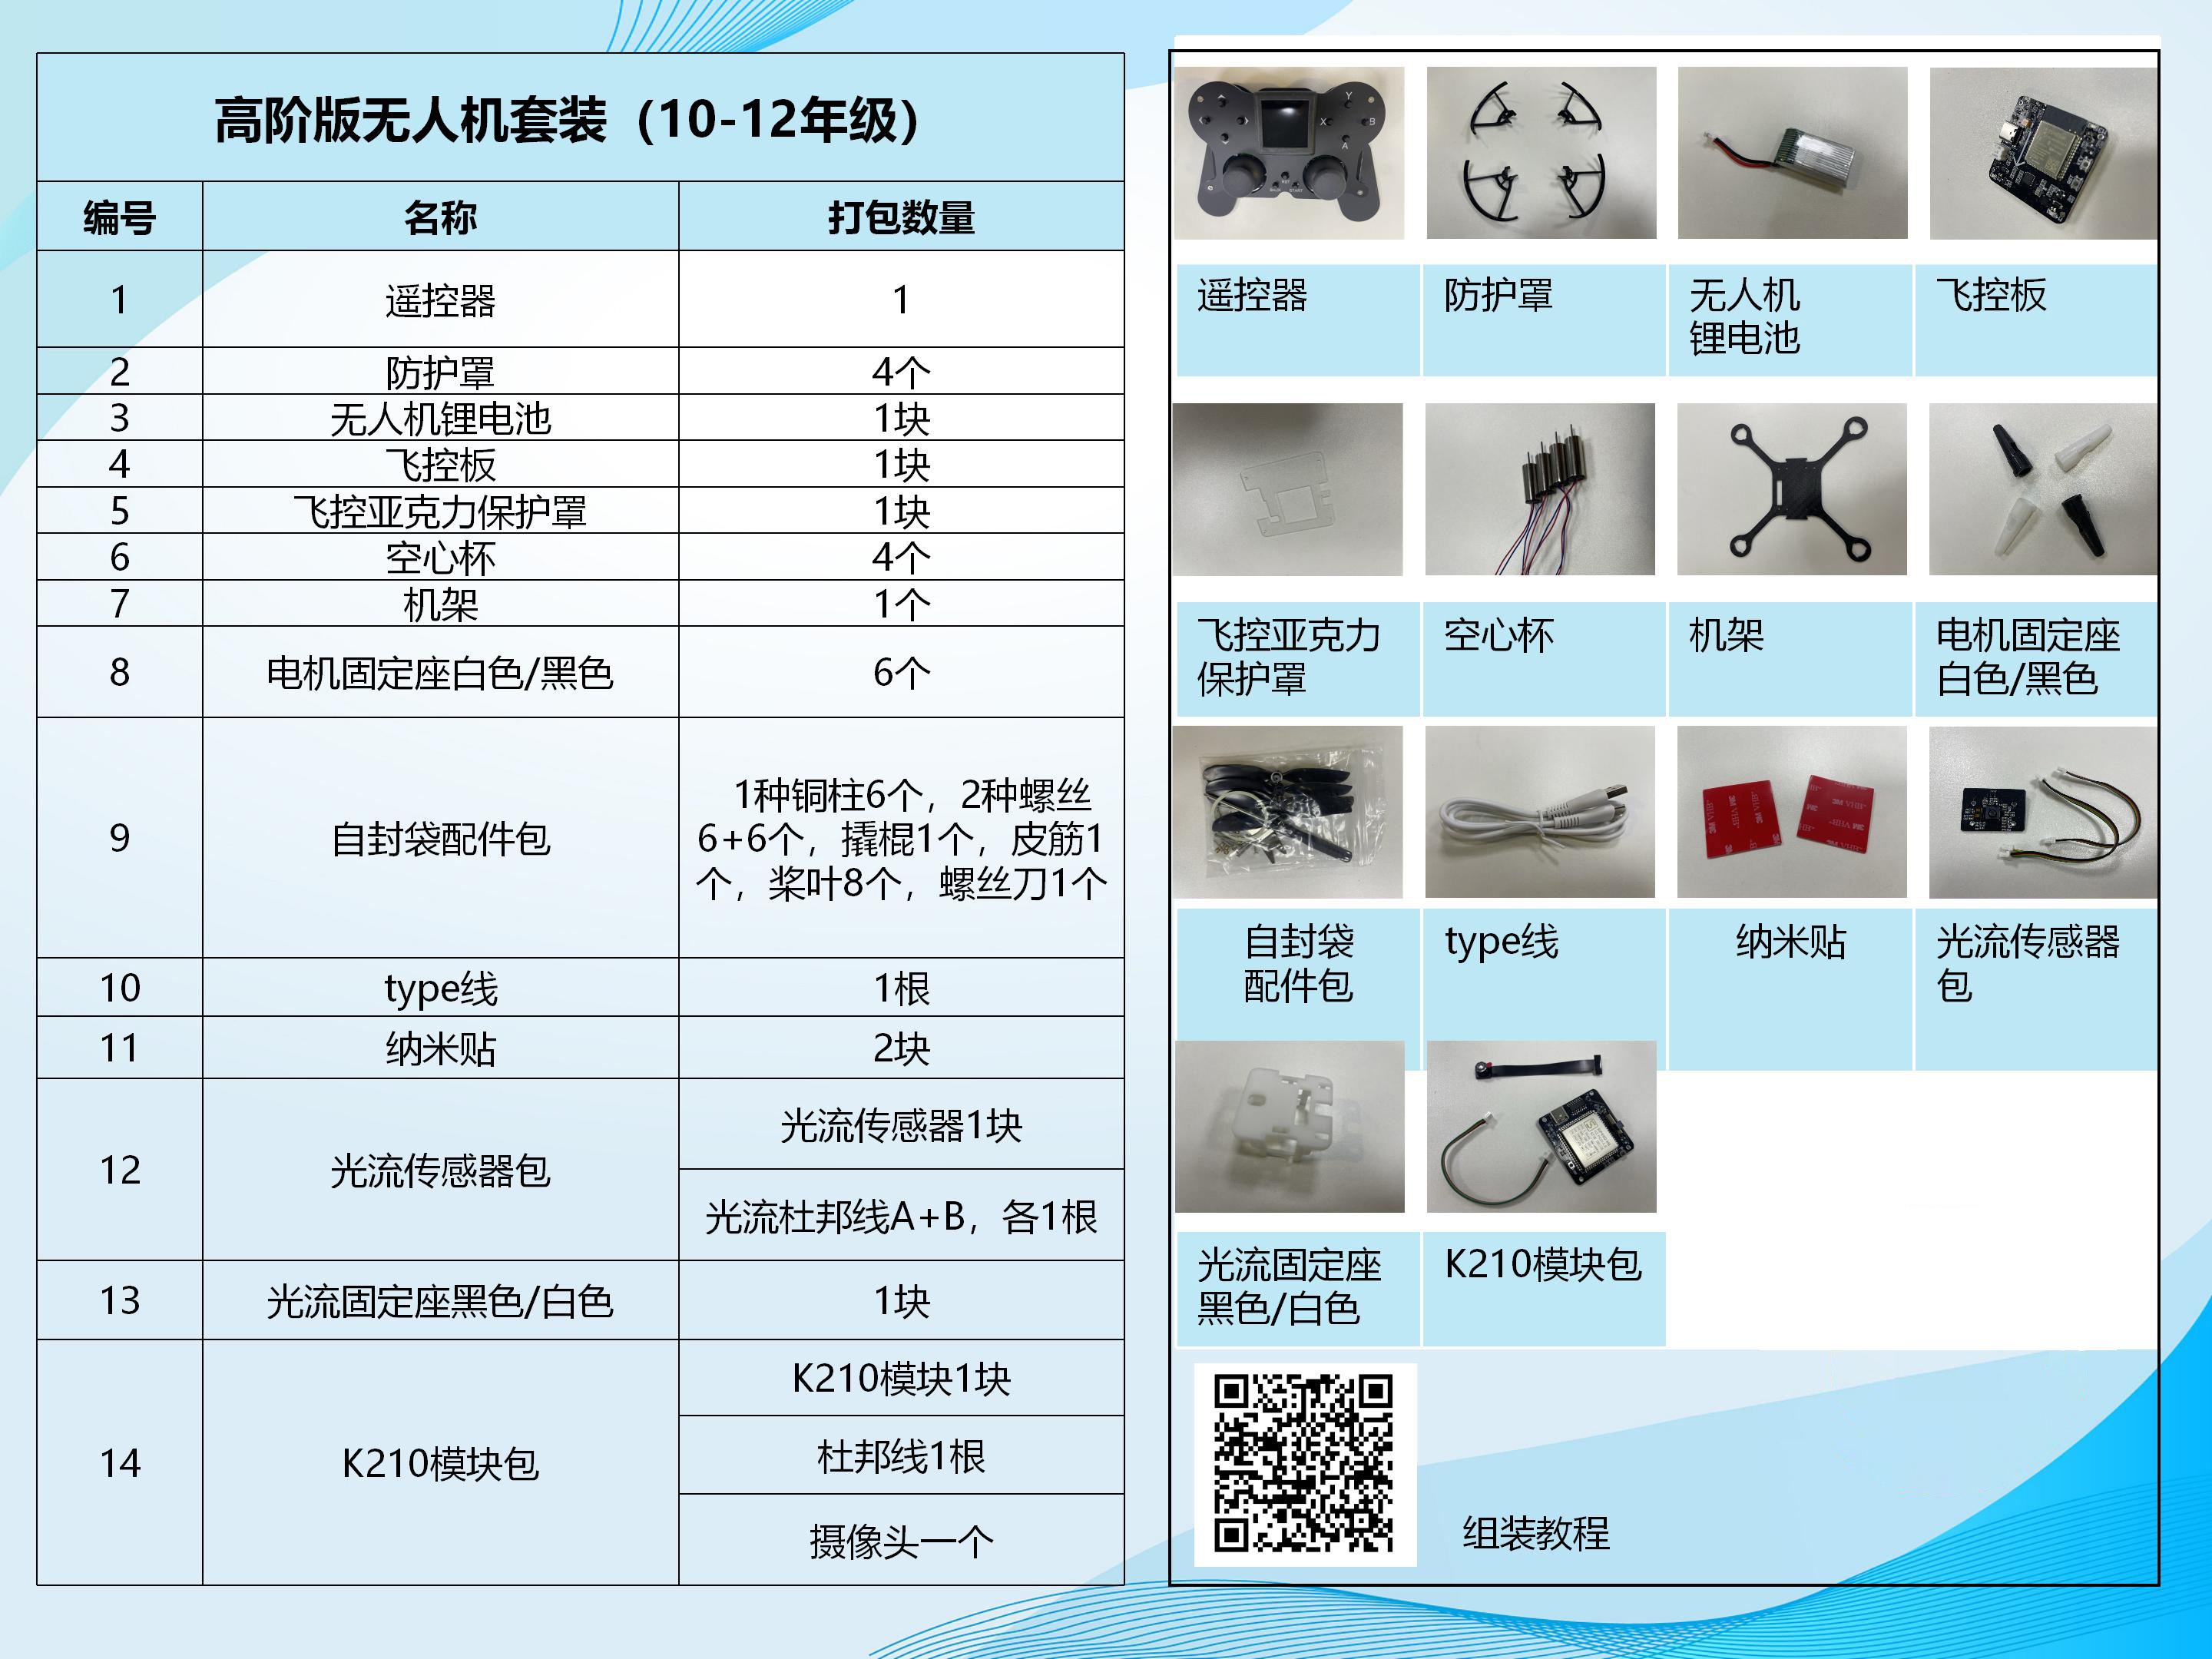 高阶版无人机套装（10-12年级）
编号 名称 打包数量
1 遥控器 1
2 防护罩 4个
3 无人机锂电池 1块
4 飞控板 1块
5 飞控亚克力保护罩 1块
6 空心杯 4个
7 机架 1个
8 电机固定座白色/黑色 6个
9 自封袋配件包
1种铜柱6个，2种螺丝
6+6个，撬棍1个，皮筋1
个，桨叶8个，螺丝刀1个
10 type线 1根
11 纳米贴 2块
12 光流传感器包
光流传感器1块
光流杜邦线A+B，各1根
13 光流固定座黑色/白色 1块
14 K210模块包
K210模块1块
杜邦线1根
摄像头一个
Y
X B
A
遥控器 防护罩 无人机 飞控板
锂电池
飞控亚克力 空心杯 机架 电机固定座
保护罩 白色/黑色
自封袋 type线 纳米贴 光流传感器
配件包 包
光流固定座 K210模块包
黑色/白色
组装教程